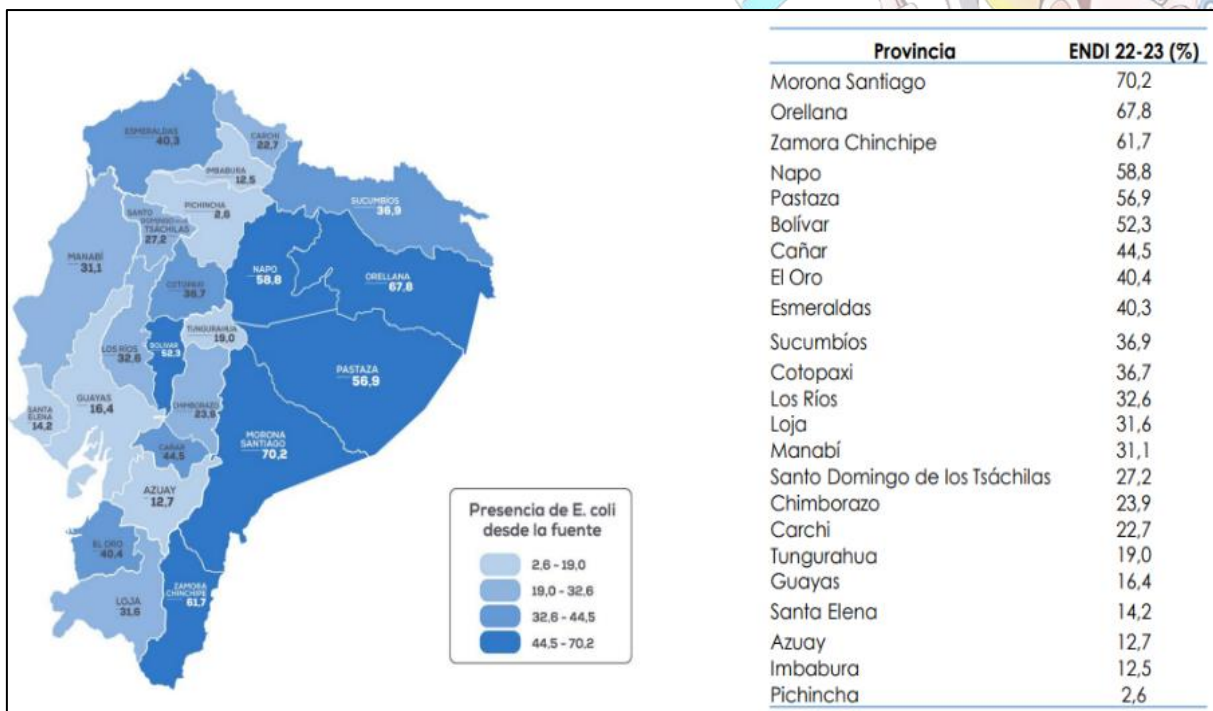 ESMERALDAS
40,3
CARCHI
22,7
IMBABURA
12,5
PICHINCHA
2,6
SUCUMBÍOS
36,9
SANTO
DOMINGO DE LOS
TSÁCHILAS
27,2
MANABÍ
31,1
NAPO
58,8
ORELLANA
67,8
COTOPAXI
36,7
TUNGURAHUA
19,0
LOS RÍOS
32,6
BOLÍVAR
52,3
PASTAZA
56,9
GUAYAS
16,4
SANTA
ELENA
14,2
CHIMBORAZO
23,9
MORONA
SANTIAGO
70,2
CAÑAR
44,5
AZUAY
12,7
EL ORO
40,4
LOJA
31,6
ZAMORA
CHINCHIPE
61,7
Presencia de E. coli
desde la fuente
2,6 - 19,0
19,0 - 32,6
32,6 - 44,5
44,5 - 70,2
Provincia ENDI 22-23 (%)
Morona Santiago 70,2
Orellana 67,8
Zamora Chinchipe 61,7
Napo 58,8
Pastaza 56,9
Bolívar 52,3
Cañar 44,5
El Oro 40,4
Esmeraldas 40,3
Sucumbíos 36,9
Cotopaxi 36,7
Los Ríos 32,6
Loja 31,6
Manabí 31,1
Santo Domingo de los Tsáchilas 27,2
Chimborazo 23,9
Carchi 22,7
Tungurahua 19,0
Guayas 16,4
Santa Elena 14,2
Azuay 12,7
Imbabura 12,5
Pichincha 2,6